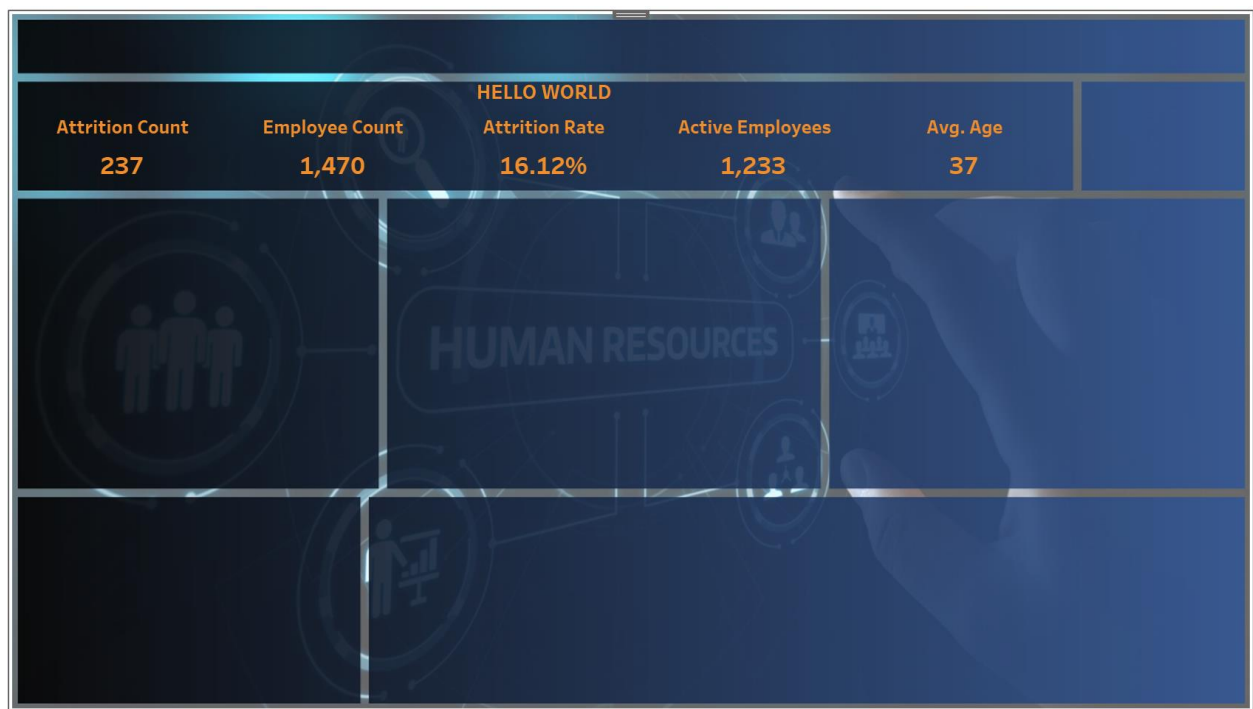 HELLO WORLD
Attrition Count Employee Count Attrition Rate Active Employees Avg. Age
237 1,470 16.12% 1,233 37
HUMAN RESOURCES